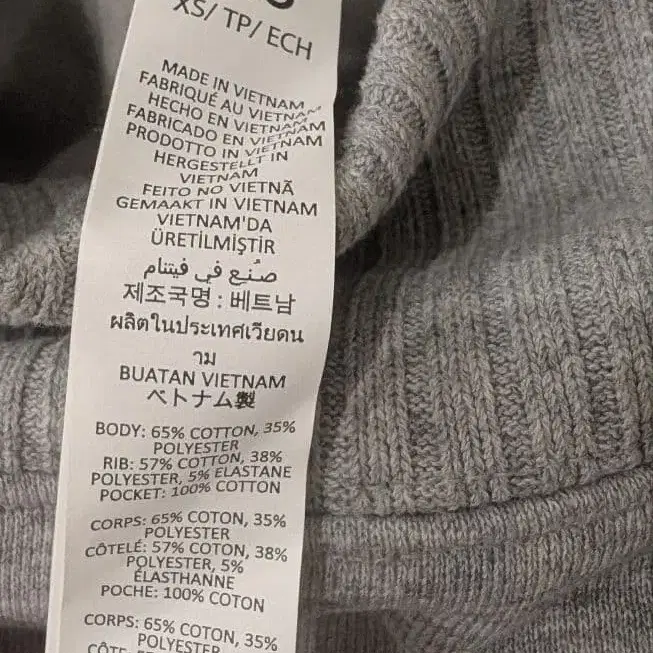 XS/ TP/ ECH
MADE IN VIETNAM
FABRIQUÉ AU VIETNAM
HECHO EN VIETNAM
FABRICADO EN VIETNAM
PRODOTTO IN VIETNAM
HERGESTELLT IN
VIETNAM
FEITO NO VIETNÃ
GEMAAKT IN VIETNAM
VIETNAM'DA
ÜRETİLMİŞTİR
صُنع في فيتنام
제조국명 : 베트남
ผลิตในประเทศเวียดน
าม
BUATAN VIETNAM
ベトナム製
BODY: 65% COTTON, 35%
POLYESTER
RIB: 57% COTTON, 38%
POLYESTER, 5% ELASTANE
POCKET: 100% COTTON
CORPS: 65% COTON, 35%
POLYESTER
CÔTELÉ: 57% COTON, 38%
POLYESTER, 5%
ÉLASTHANNE
POCHE: 100% COTON
CORPS: 65% COTON, 35%
POLYESTER